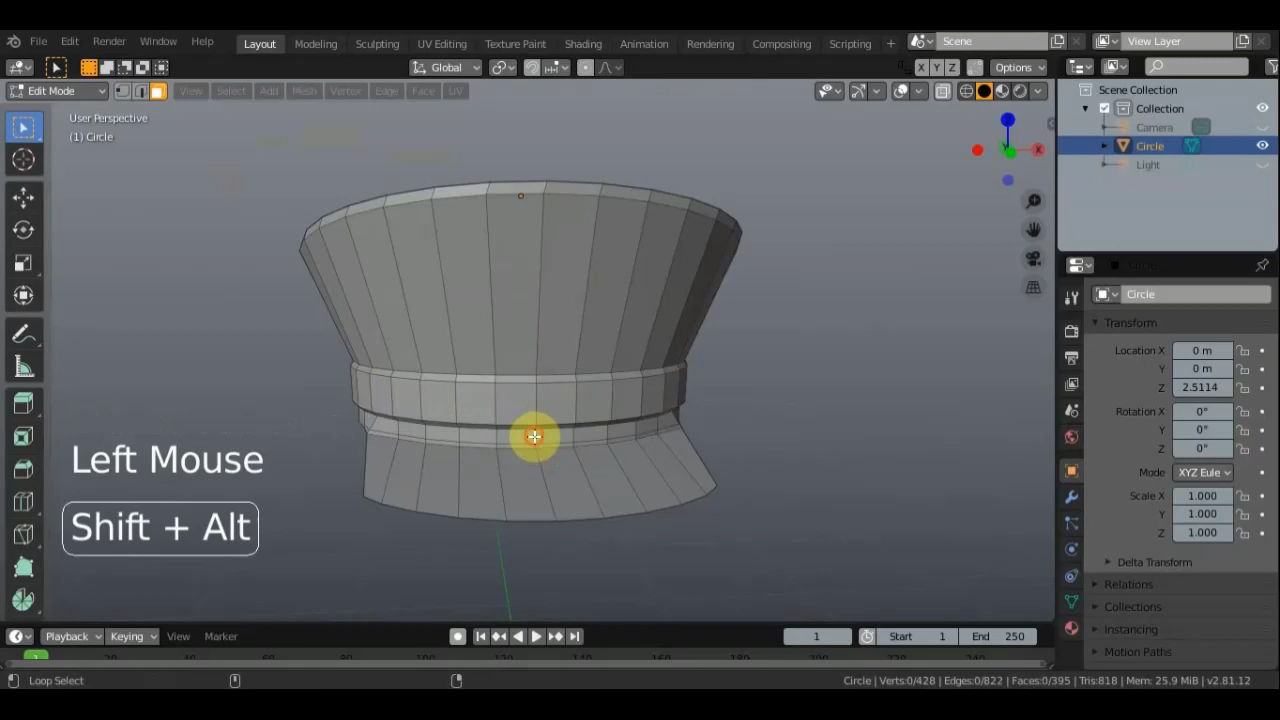 File Edit Render Window Help Layout Modeling Sculpting UV Editing Texture Paint Shading Animation Rendering Compositing Scripting + Scene View Layer
Global X Y Z Options
Edit Mode View Select Add Mesh Vertex Edge Face UV
User Perspective
(1) Circle
Scene Collection
Collection
Camera
Circle
Light
Circle
Transform
Location X 0 m
Y 0 m
Z 2.5114
Rotation X 0°
Y 0°
Z 0°
Mode XYZ Eule
Scale X 1.000
Y 1.000
Z 1.000
Delta Transform
Relations
Collections
Instancing
Motion Paths
X
Left Mouse
Shift + Alt
Playback Keying View Marker 1 Start 1 End 250
Loop Select Circle | Verts:0/428 | Edges:0/822 | Faces:0/395 | Tris:818 | Mem: 25.9 MiB | v2.81.12